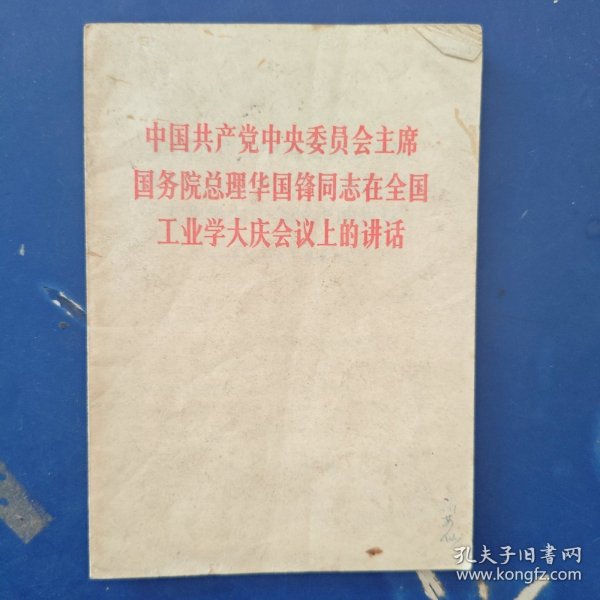 中国共产党中央委员会主席
国务院总理华国锋同志在全国
工业学大庆会议上的讲话
孔夫子旧书网
www.kongfz.com